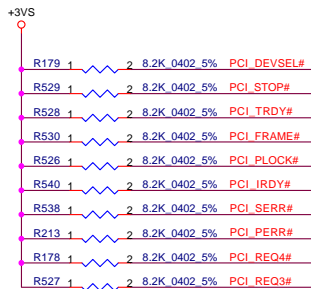 +3VS
R179 1 2 8.2K_0402_5% PCI_DEVSEL#
R529 1 2 8.2K_0402_5% PCI_STOP#
R528 1 2 8.2K_0402_5% PCI_TRDY#
R530 1 2 8.2K_0402_5% PCI_FRAME#
R526 1 2 8.2K_0402_5% PCI_PLOCK#
R540 1 2 8.2K_0402_5% PCI_IRDY#
R538 1 2 8.2K_0402_5% PCI_SERR#
R213 1 2 8.2K_0402_5% PCI_PERR#
R178 1 2 8.2K_0402_5% PCI_REQ4#
R527 1 2 8.2K_0402_5% PCI_REQ3#